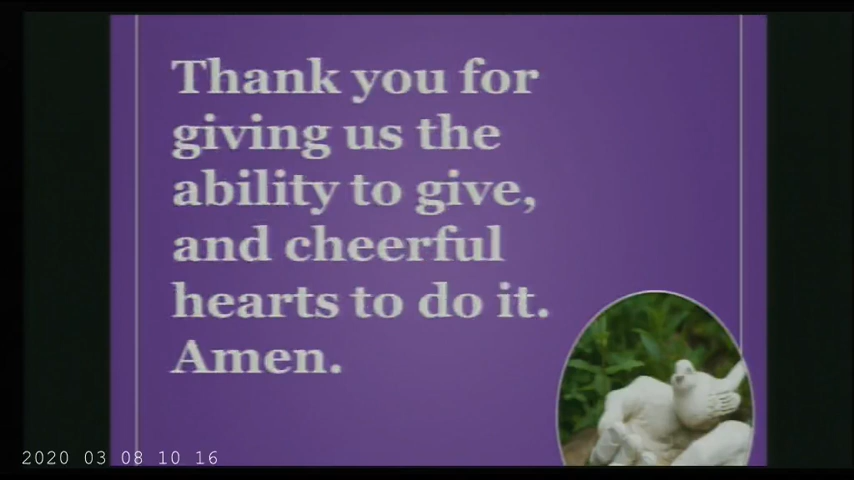 Thank you for
giving us the
ability to give,
and cheerful
hearts to do it.
Amen.
2020 03 08 10 16